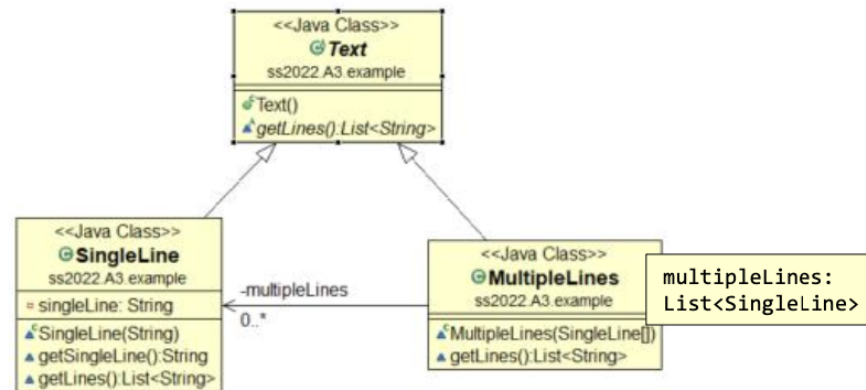 <<Java Class>>
Text
ss2022.A3.example
Text()
getLines():List<String>
<<Java Class>>
SingleLine
ss2022.A3.example
singleLine: String
SingleLine(String)
getSingleLine():String
getLines():List<String>
-multipleLines
0..*
<<Java Class>>
MultipleLines
ss2022.A3.example
MultipleLines(SingleLine[])
getLines():List<String>
multipleLines:
List<SingleLine>